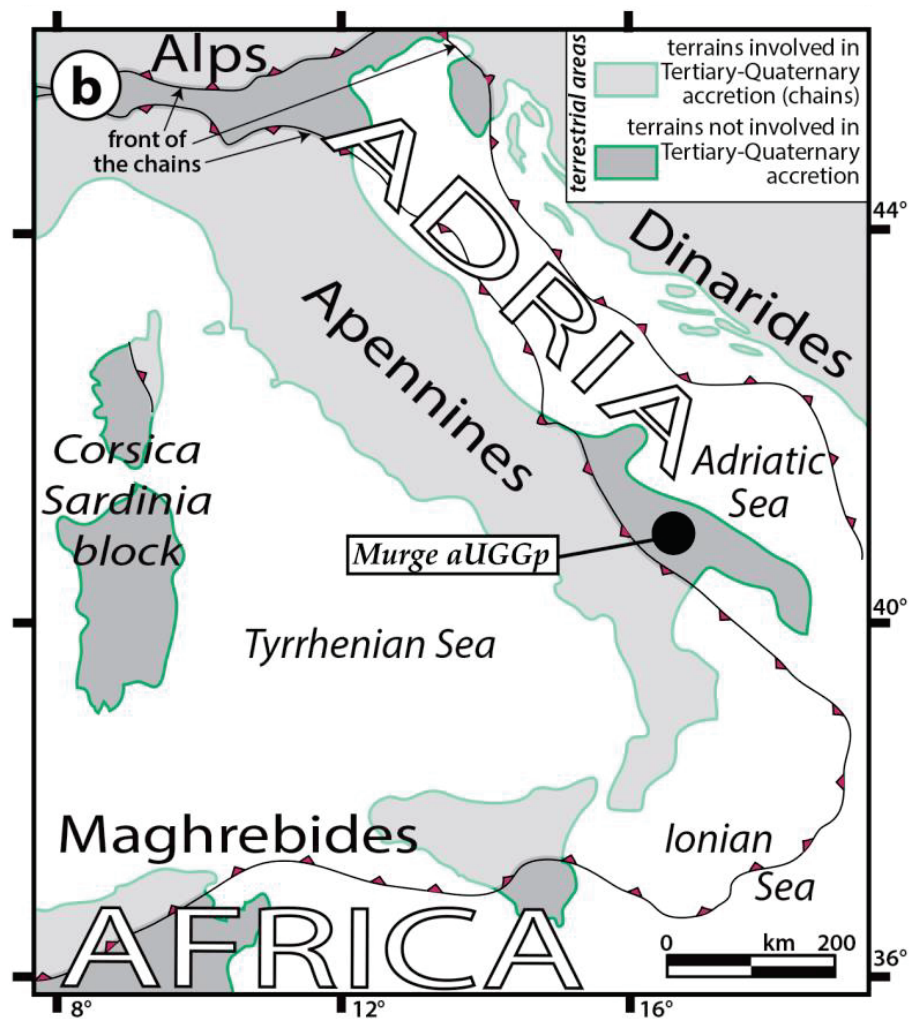 b
Alps
front of
the chains
terrestrial areas
terrains involved in
Tertiary-Quaternary
accretion (chains)
terrains not involved in
Tertiary-Quaternary
accretion
ADRIA
Dinarides
Apennines
44°
Corsica
Sardinia
block
Adriatic
Sea
Murge aUGGp
40°
Tyrrhenian Sea
Maghrebides
Ionian
Sea
AFRICA
0 km 200
36°
8° 12° 16°